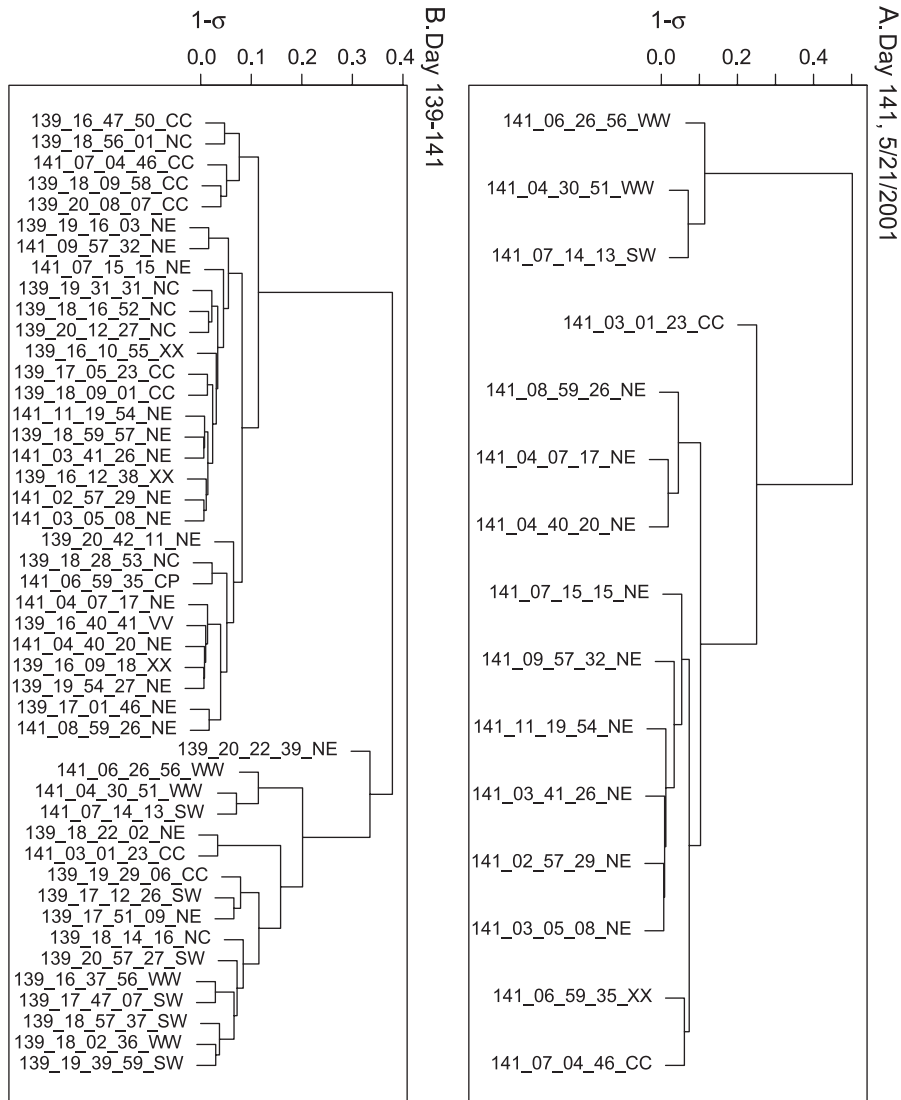 B. Day 139-141
1-σ
0.0 0.1 0.2 0.3 0.4
139_16_47_50_CC
139_18_56_01_NC
141_07_04_46_CC
139_18_09_58_CC
139_20_08_07_CC
139_19_16_03_NE
141_09_57_32_NE
141_07_15_15_NE
139_19_31_31_NC
139_18_16_52_NC
139_20_12_27_NC
139_16_10_55_XX
139_17_05_23_CC
139_18_09_01_CC
141_11_19_54_NE
139_18_59_57_NE
141_03_41_26_NE
139_16_12_38_XX
141_02_57_29_NE
141_03_05_08_NE
139_20_42_11_NE
139_18_28_53_NC
141_06_59_35_CP
141_04_07_17_NE
139_16_40_41_VV
141_04_40_20_NE
139_16_09_18_XX
139_19_54_27_NE
139_17_01_46_NE
141_08_59_26_NE
139_20_22_39_NE
141_06_26_56_WW
141_04_30_51_WW
141_07_14_13_SW
139_18_22_02_NE
141_03_01_23_CC
139_19_29_06_CC
139_17_12_26_SW
139_17_51_09_NE
139_18_14_16_NC
139_20_57_27_SW
139_16_37_56_WW
139_17_47_07_SW
139_18_57_37_SW
139_18_02_36_WW
139_19_39_59_SW
A. Day 141, 5/21/2001
1-σ
0.0 0.2 0.4
141_06_26_56_WW
141_04_30_51_WW
141_07_14_13_SW
141_03_01_23_CC
141_08_59_26_NE
141_04_07_17_NE
141_04_40_20_NE
141_07_15_15_NE
141_09_57_32_NE
141_11_19_54_NE
141_03_41_26_NE
141_02_57_29_NE
141_03_05_08_NE
141_06_59_35_XX
141_07_04_46_CC